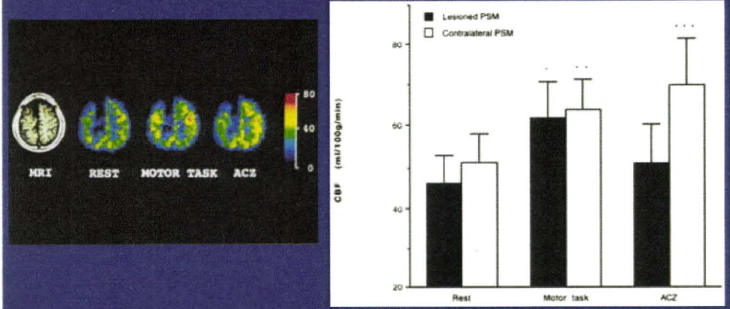 80
40
0
MRI REST MOTOR TASK ACZ
Lesioned PSM
Contralateral PSM
CBF (ml/100g/min)
80
60
40
20
Rest Motor task ACZ